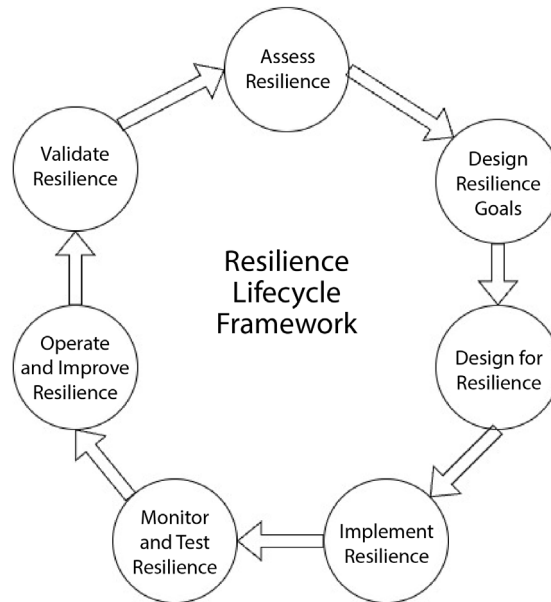 Assess
Resilience
Design
Resilience
Goals
Design for
Resilience
Implement
Resilience
Monitor
and Test
Resilience
Operate
and Improve
Resilience
Validate
Resilience
Resilience
Lifecycle
Framework